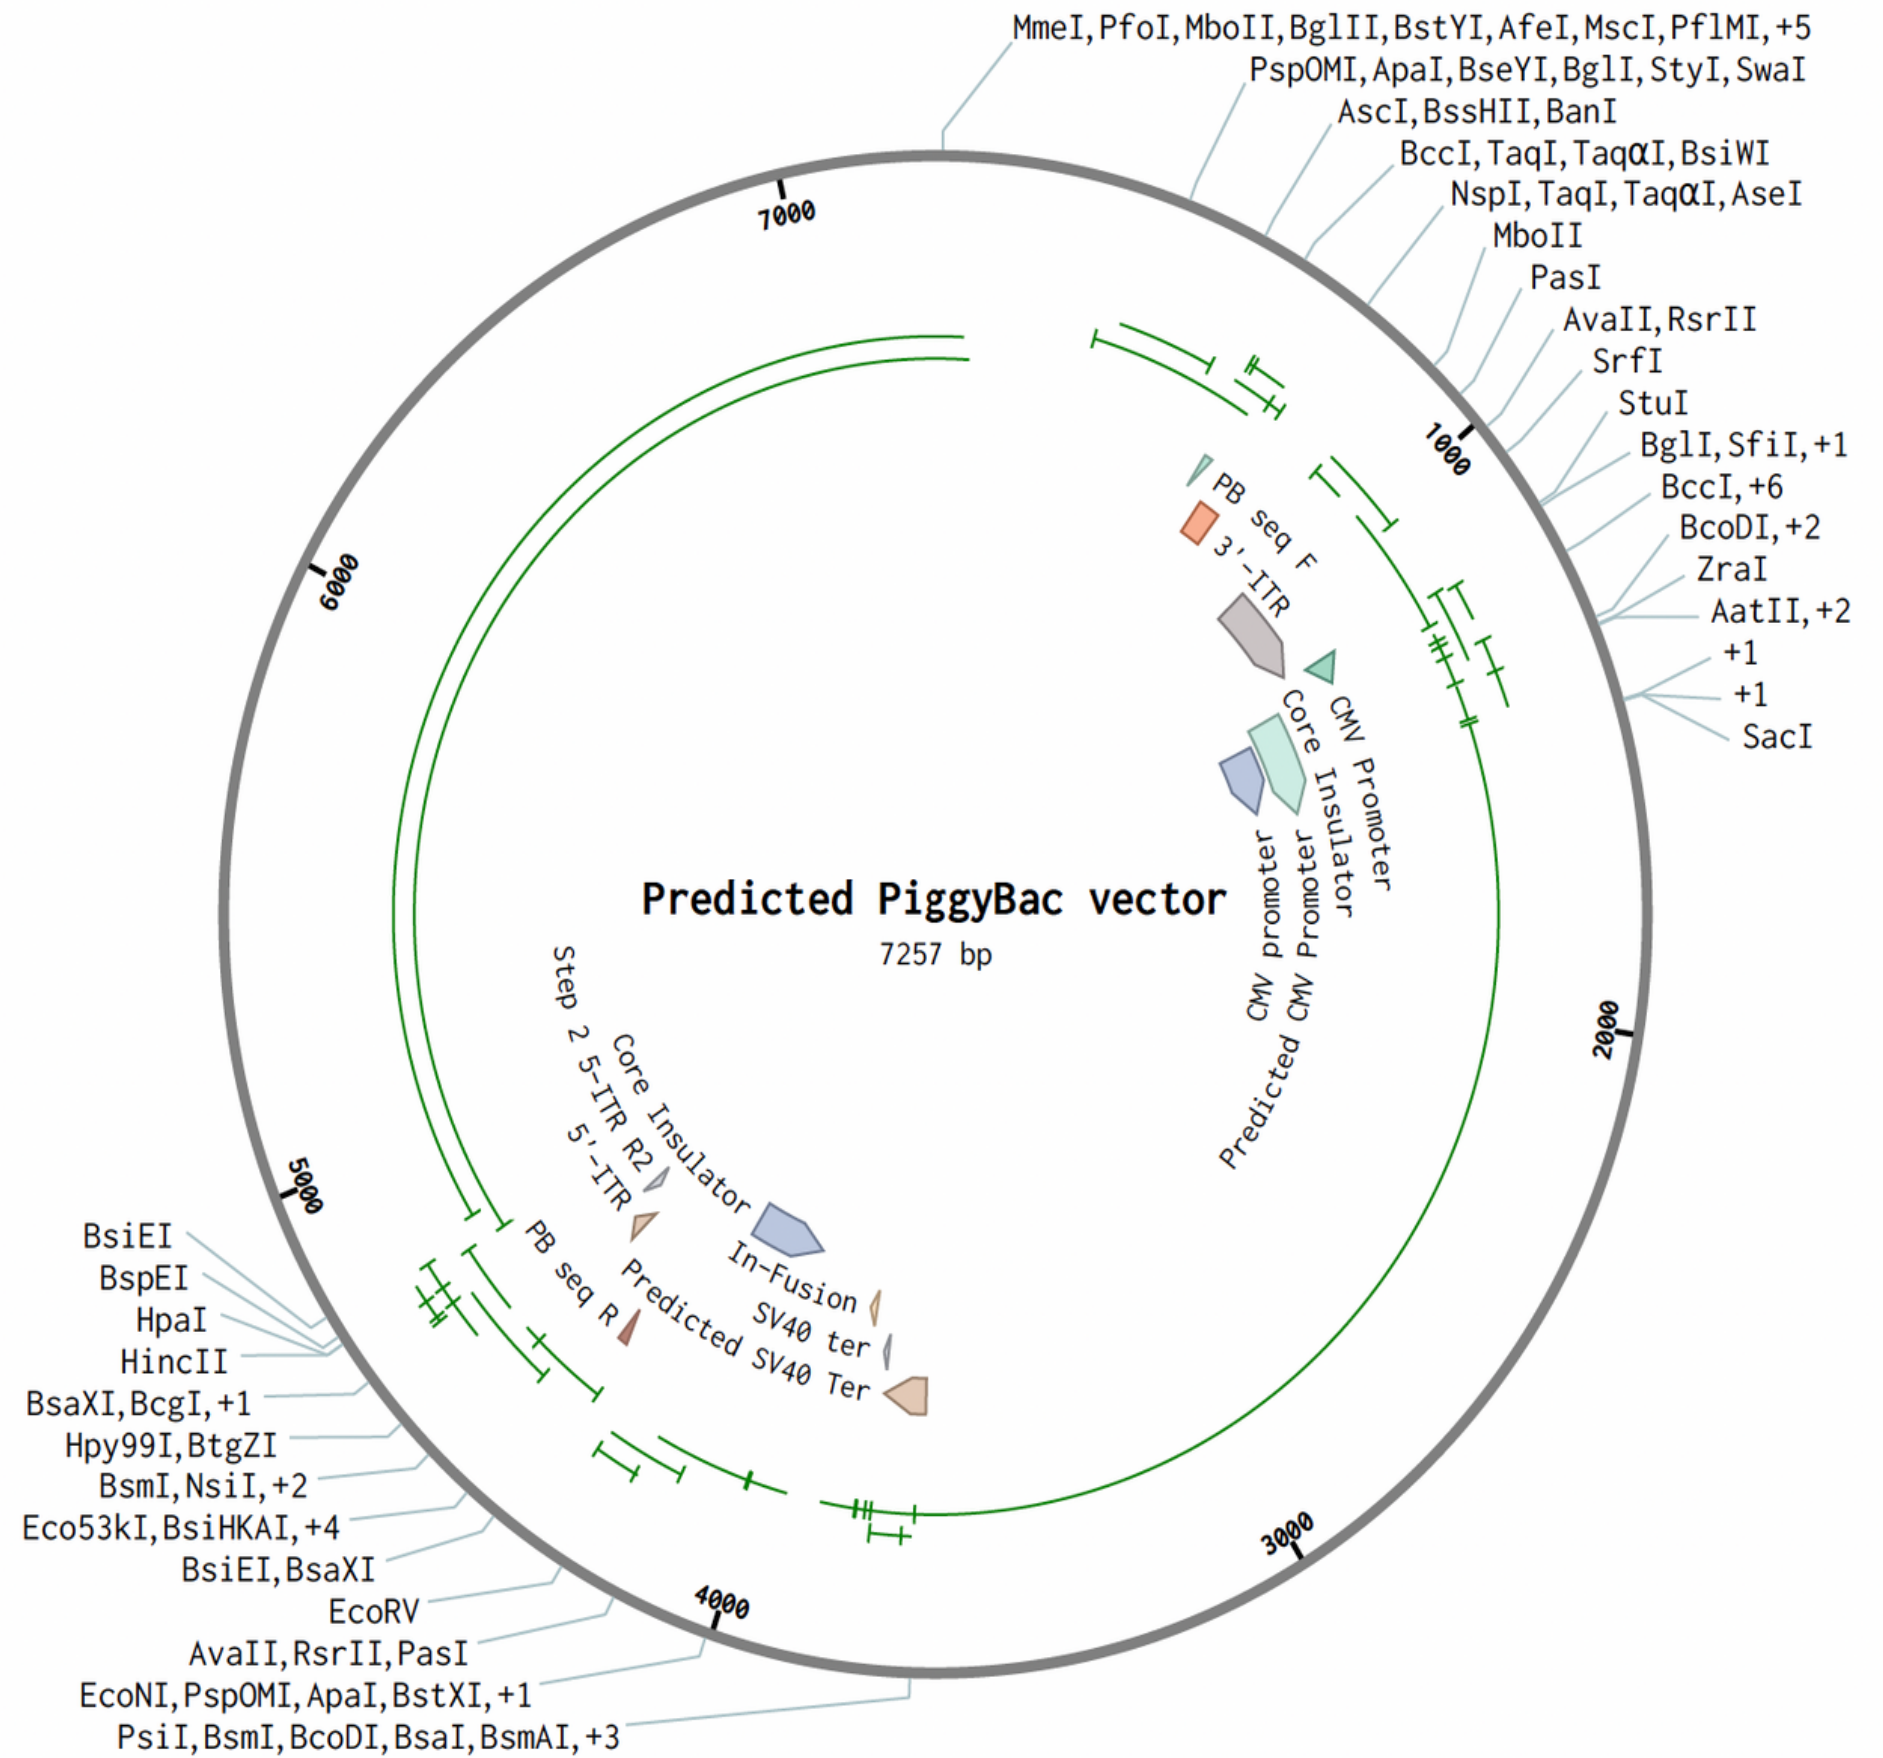 MmeI,PfoI,MboII,BglII,BstYI,AfeI,MscI,PflMI,+5
PspOMI,ApaI,BseYI,BglI,StyI,SwaI
AscI,BssHII,BanI
BccI,TaqI,TaqαI,BsiWI
NspI,TaqI,TaqαI,AseI
MboII
PasI
AvaII,RsrII
SrfI
StuI
BglI,SfiI,+1
BccI,+6
BcoDI,+2
ZraI
AatII,+2
+1
+1
SacI
7000
1000
6000
2000
5000
3000
4000
PB seq F
3'-ITR
Core Insulator
CMV Promoter
CMV promoter
Predicted CMV Promoter
Predicted PiggyBac vector
7257 bp
Step 2 5-ITR R2
Core Insulator
5'-ITR
PB seq R
In-Fusion
SV40 ter
Predicted SV40 Ter
BsiEI
BspEI
HpaI
HincII
BsaXI,BcgI,+1
Hpy99I,BtgZI
BsmI,NsiI,+2
Eco53kI,BsiHKAI,+4
BsiEI,BsaXI
EcoRV
AvaII,RsrII,PasI
EcoNI,PspOMI,ApaI,BstXI,+1
PsiI,BsmI,BcoDI,BsaI,BsmAI,+3